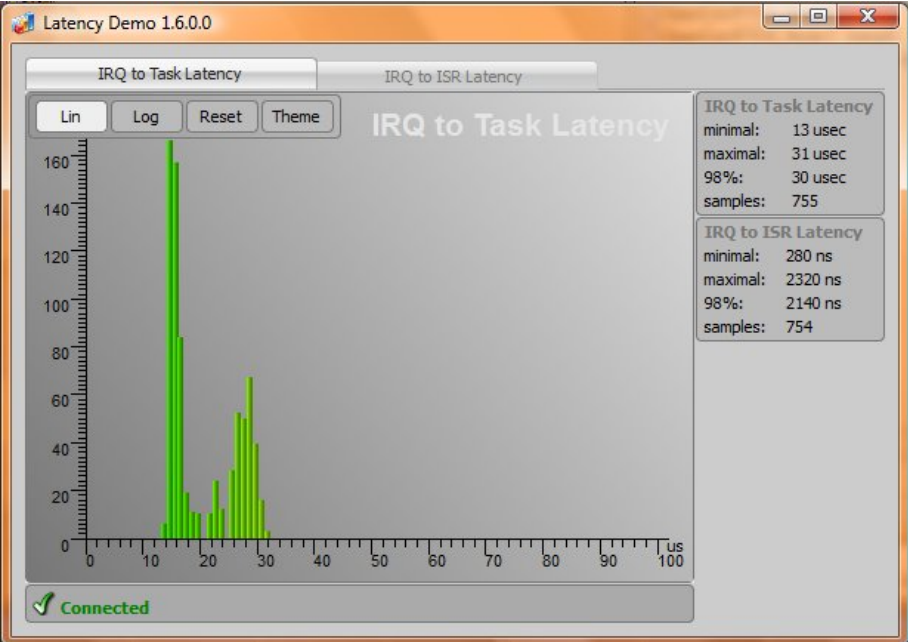 Latency Demo 1.6.0.0
IRQ to Task Latency
IRQ to ISR Latency
Lin
Log
Reset
Theme
IRQ to Task Latency
160
140
120
100
80
60
40
20
0
0 10 20 30 40 50 60 70 80 90 100
us
IRQ to Task Latency
minimal: 13 usec
maximal: 31 usec
98%: 30 usec
samples: 755
IRQ to ISR Latency
minimal: 280 ns
maximal: 2320 ns
98%: 2140 ns
samples: 754
Connected